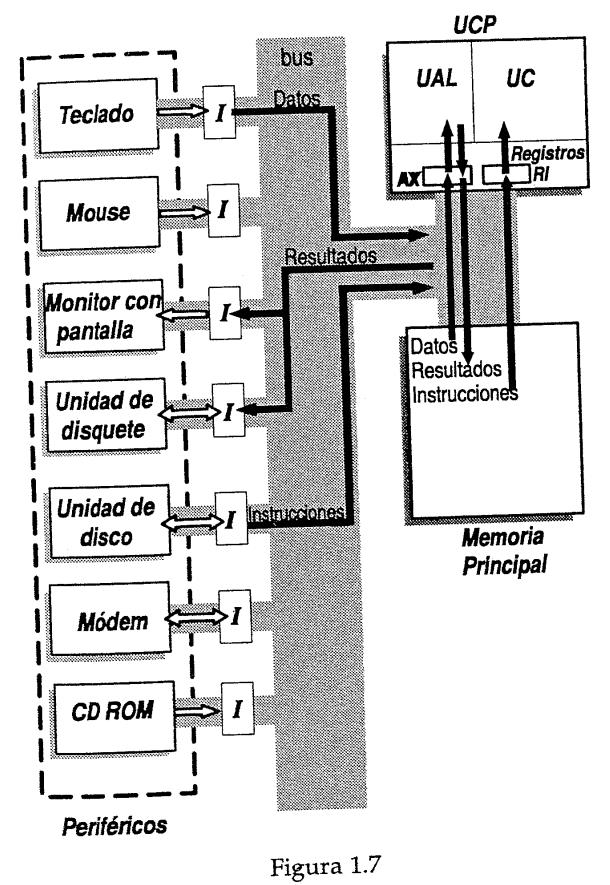 UCP
bus
UAL
UC
Teclado
I
Datos
Registros
AX
RI
Mouse
I
Resultados
Monitor con
pantalla
I
Datos
Resultados
Instrucciones
Unidad de
disquete
I
Unidad de
disco
I
Instrucciones
Memoria
Principal
Módem
I
CD ROM
I
Periféricos
Figura 1.7